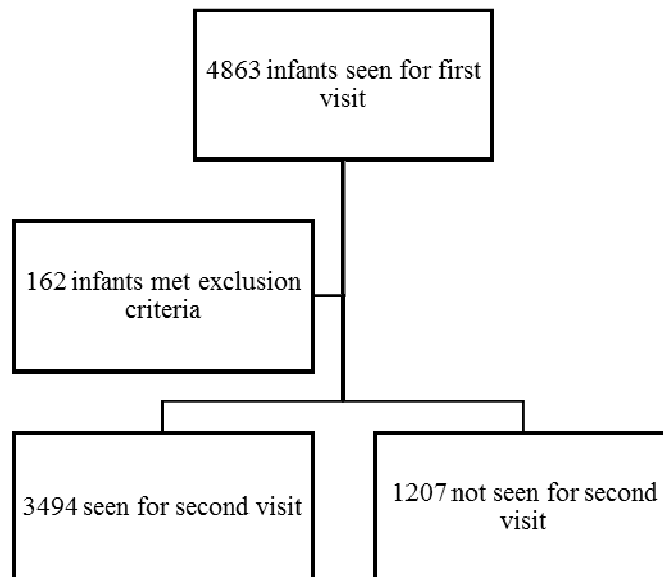 4863 infants seen for first
visit
162 infants met exclusion
criteria
3494 seen for second visit
1207 not seen for second
visit